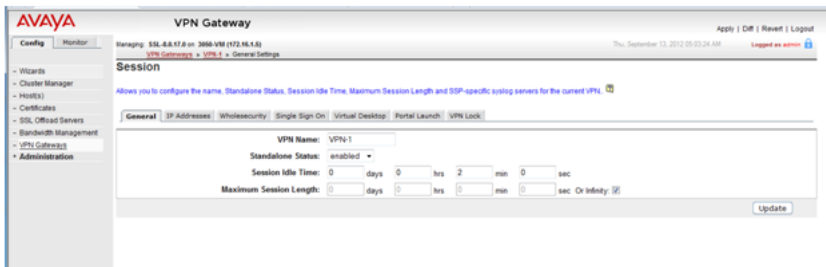 AVAYA
VPN Gateway
Apply | Diff | Revert | Logout
Config Monitor
Managing: SSL-8.0.17.0 on 3050-VM (172.16.1.5)
Thu, September 13, 2012 05:03:24 AM
Logged as admin
VPN Gateways » VPN-1 » General Settings
Session
Allows you to configure the name, Standalone Status, Session Idle Time, Maximum Session Length and SSP-specific syslog servers for the current VPN.
– Wizards
– Cluster Manager
– Host(s)
– Certificates
– SSL Offload Servers
– Bandwidth Management
– VPN Gateways
Administration
General IP Addresses Wholesecurity Single Sign On Virtual Desktop Portal Launch VPN Lock
VPN Name: VPN-1
Standalone Status: enabled
Session Idle Time: 0 days 0 hrs 2 min 0 sec
Maximum Session Length: 0 days 0 hrs 0 min 0 sec Or Infinity:
Update